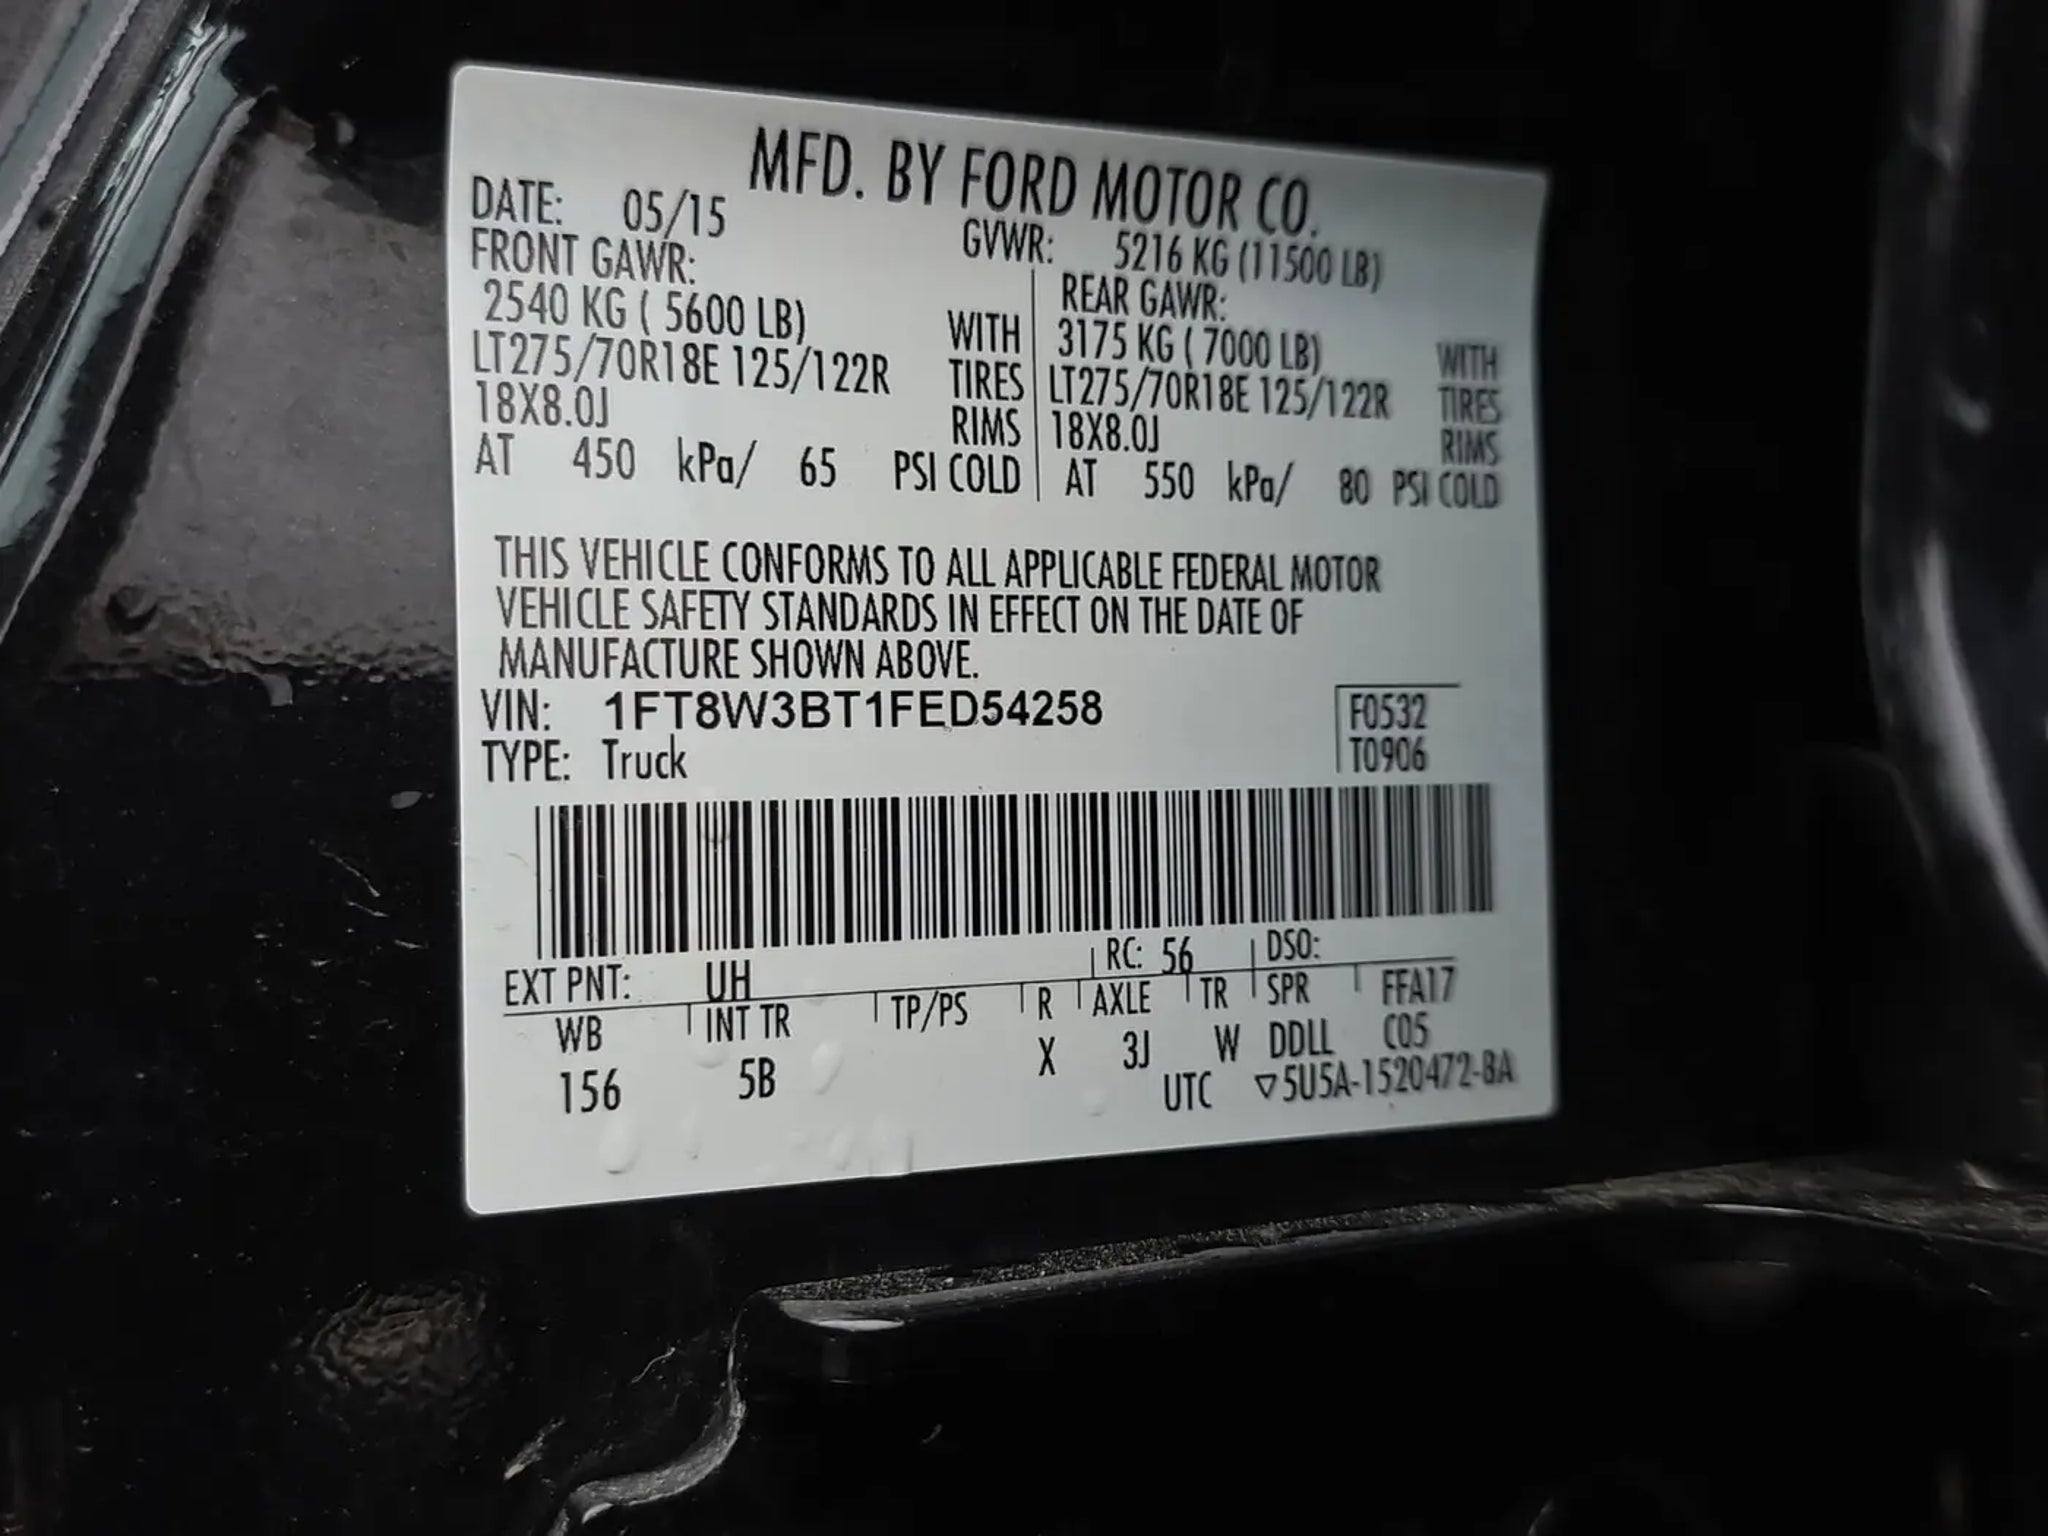 MFD. BY FORD MOTOR CO.
DATE: 05/15 GVWR: 5216 KG (11500 LB)
FRONT GAWR: REAR GAWR:
2540 KG ( 5600 LB) WITH 3175 KG ( 7000 LB) WITH
LT275/70R18E 125/122R TIRES LT275/70R18E 125/122R TIRES
18X8.0J RIMS 18X8.0J RIMS
AT 450 kPa/ 65 PSI COLD AT 550 kPa/ 80 PSI COLD
THIS VEHICLE CONFORMS TO ALL APPLICABLE FEDERAL MOTOR
VEHICLE SAFETY STANDARDS IN EFFECT ON THE DATE OF
MANUFACTURE SHOWN ABOVE.
VIN: 1FT8W3BT1FED54258 F0532
TYPE: Truck T0906
EXT PNT: UH RC: 56 DSO:
WB INT TR TP/PS R AXLE TR SPR FFA17
156 5B X 3J W DDLL C05
UTC ▽5U5A-1520472-BA